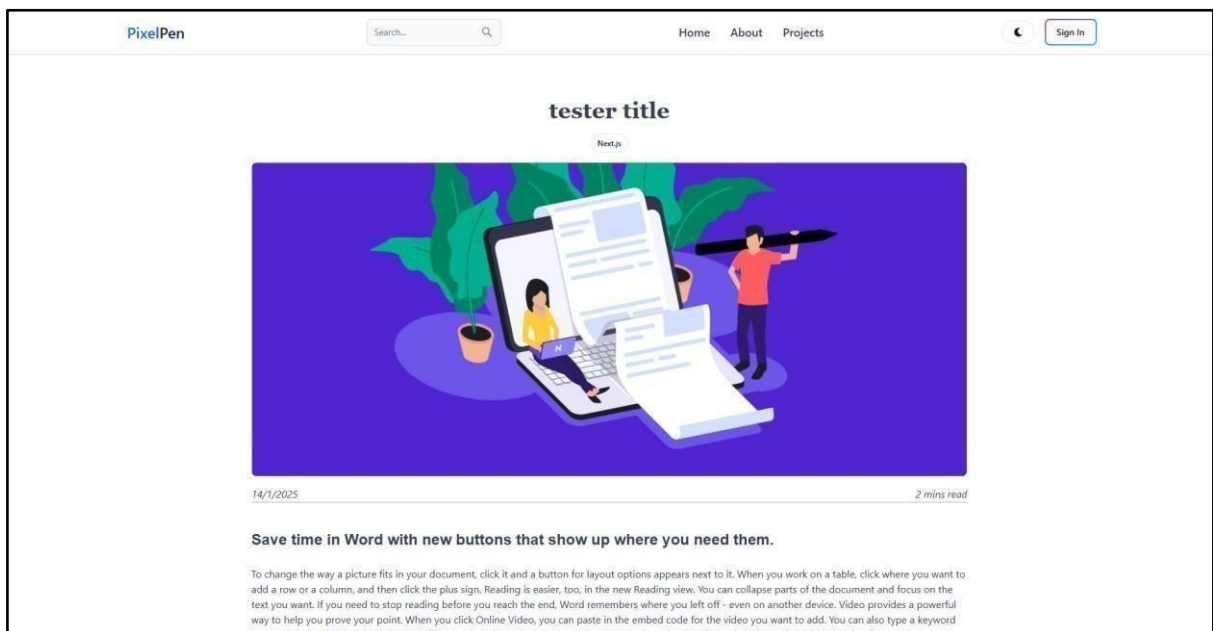 PixelPen
Search...
Home About Projects
Sign In
tester title
Next.js
N
14/1/2025
2 mins read
Save time in Word with new buttons that show up where you need them.
To change the way a picture fits in your document, click it and a button for layout options appears next to it. When you work on a table, click where you want to
add a row or a column, and then click the plus sign. Reading is easier, too, in the new Reading view. You can collapse parts of the document and focus on the
text you want. If you need to stop reading before you reach the end, Word remembers where you left off - even on another device. Video provides a powerful
way to help you prove your point. When you click Online Video, you can paste in the embed code for the video you want to add. You can also type a keyword